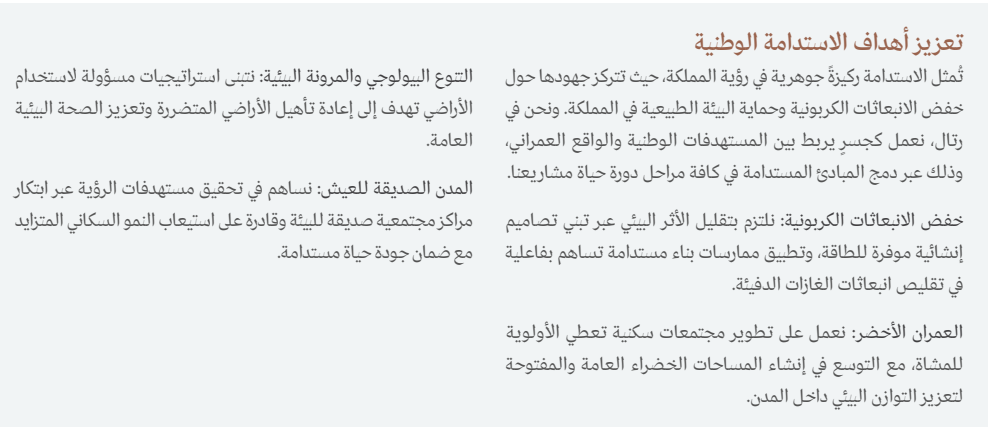 تعزيز أهداف الاستدامة الوطنية
تُمثل الاستدامة ركيزةً جوهرية في رؤية المملكة، حيث تتركز جهودها حول
خفض الانبعاثات الكربونية وحماية البيئة الطبيعية في المملكة. ونحن في
رتال، نعمل كجسرٍ يربط بين المستهدفات الوطنية والواقع العمراني،
وذلك عبر دمج المبادئ المستدامة في كافة مراحل دورة حياة مشاريعنا.
خفض الانبعاثات الكربونية: نلتزم بتقليل الأثر البيئي عبر تبني تصاميم
إنشائية موفرة للطاقة، وتطبيق ممارسات بناء مستدامة تساهم بفاعلية
في تقليص انبعاثات الغازات الدفيئة.
العمران الأخضر: نعمل على تطوير مجتمعات سكنية تعطي الأولوية
للمشاة، مع التوسع في إنشاء المساحات الخضراء العامة والمفتوحة
لتعزيز التوازن البيئي داخل المدن.
التنوع البيولوجي والمرونة البيئية: نتبنى استراتيجيات مسؤولة لاستخدام
الأراضي تهدف إلى إعادة تأهيل الأراضي المتضررة وتعزيز الصحة البيئية
العامة.
المدن الصديقة للعيش: نساهم في تحقيق مستهدفات الرؤية عبر ابتكار
مراكز مجتمعية صديقة للبيئة وقادرة على استيعاب النمو السكاني المتزايد
مع ضمان جودة حياة مستدامة.